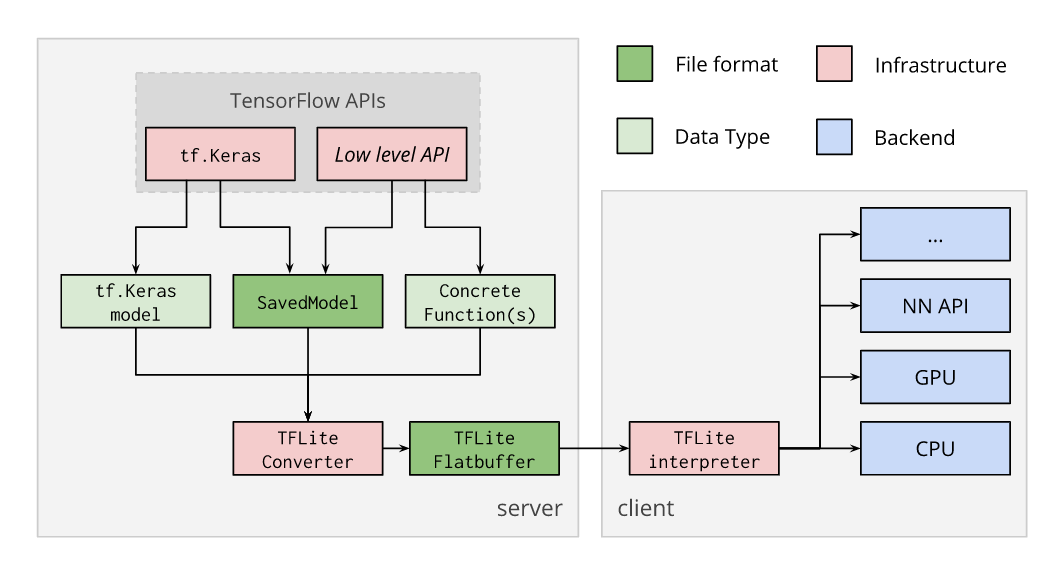 TensorFlow APIs
tf.Keras
Low level API
tf.Keras
model
SavedModel
Concrete
Function(s)
TFLite
Converter
TFLite
Flatbuffer
server
File format
Infrastructure
Data Type
Backend
...
NN API
GPU
CPU
TFLite
interpreter
client